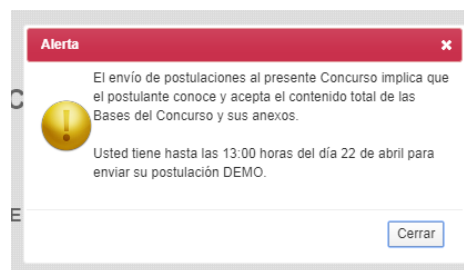 Alerta
El envío de postulaciones al presente Concurso implica que
el postulante conoce y acepta el contenido total de las
Bases del Concurso y sus anexos.
Usted tiene hasta las 13:00 horas del día 22 de abril para
enviar su postulación DEMO.
C
E
Cerrar